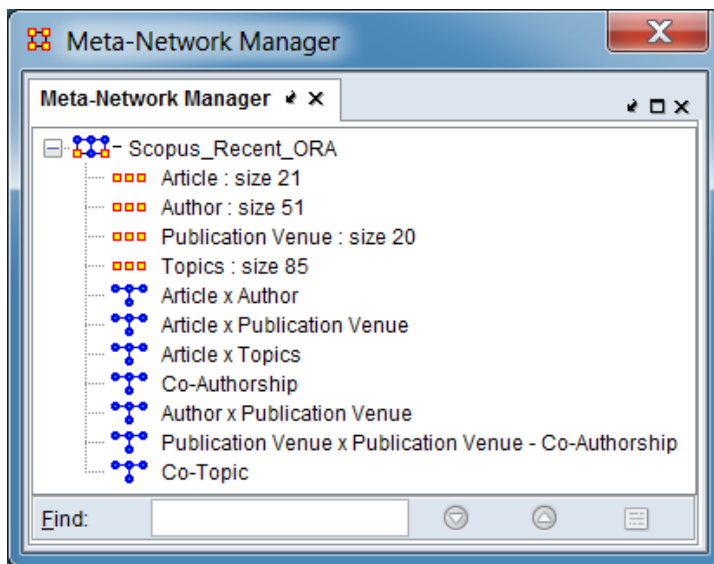 Meta-Network Manager
Meta-Network Manager
Scopus_Recent_ORA
Article : size 21
Author : size 51
Publication Venue : size 20
Topics : size 85
Article x Author
Article x Publication Venue
Article x Topics
Co-Authorship
Author x Publication Venue
Publication Venue x Publication Venue - Co-Authorship
Co-Topic
Find: